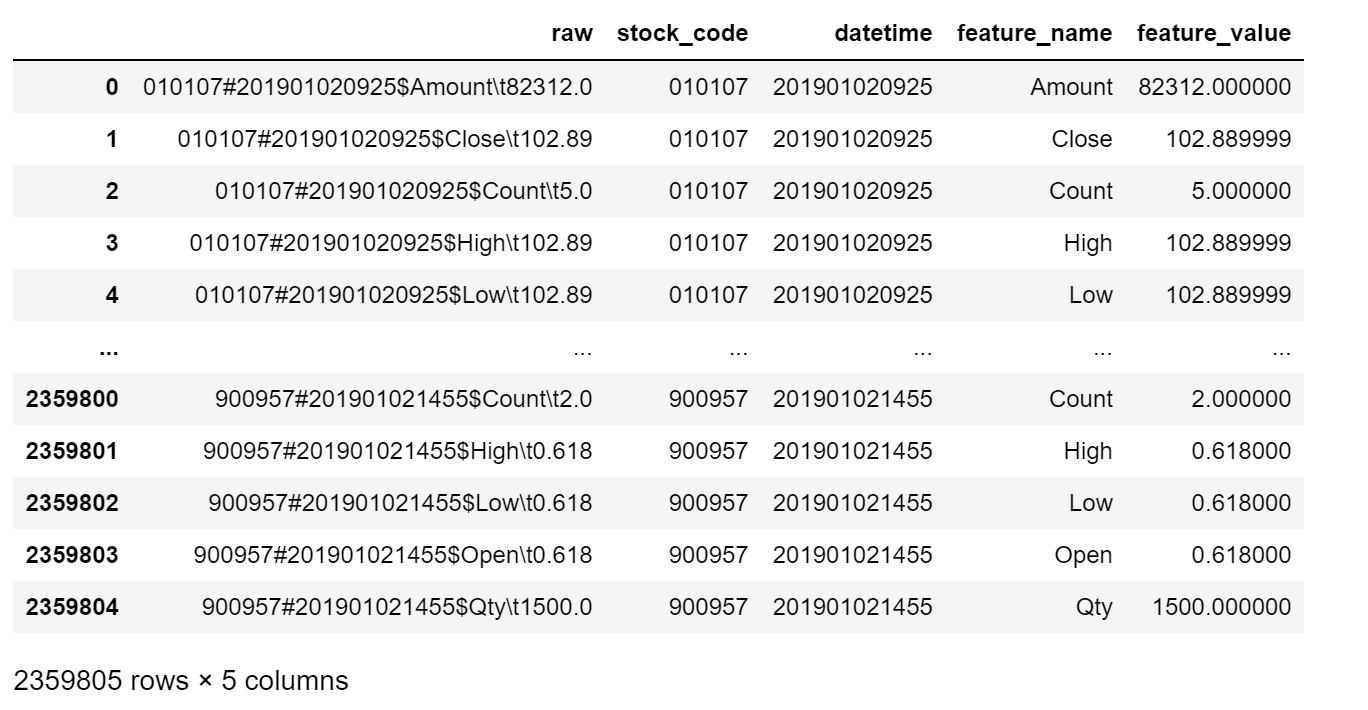 raw stock_code datetime feature_name feature_value
0 010107#201901020925$Amount\t82312.0 010107 201901020925 Amount 82312.000000
1 010107#201901020925$Close\t102.89 010107 201901020925 Close 102.889999
2 010107#201901020925$Count\t5.0 010107 201901020925 Count 5.000000
3 010107#201901020925$High\t102.89 010107 201901020925 High 102.889999
4 010107#201901020925$Low\t102.89 010107 201901020925 Low 102.889999
... ... ... ... ... ...
2359800 900957#201901021455$Count\t2.0 900957 201901021455 Count 2.000000
2359801 900957#201901021455$High\t0.618 900957 201901021455 High 0.618000
2359802 900957#201901021455$Low\t0.618 900957 201901021455 Low 0.618000
2359803 900957#201901021455$Open\t0.618 900957 201901021455 Open 0.618000
2359804 900957#201901021455$Qty\t1500.0 900957 201901021455 Qty 1500.000000
2359805 rows × 5 columns